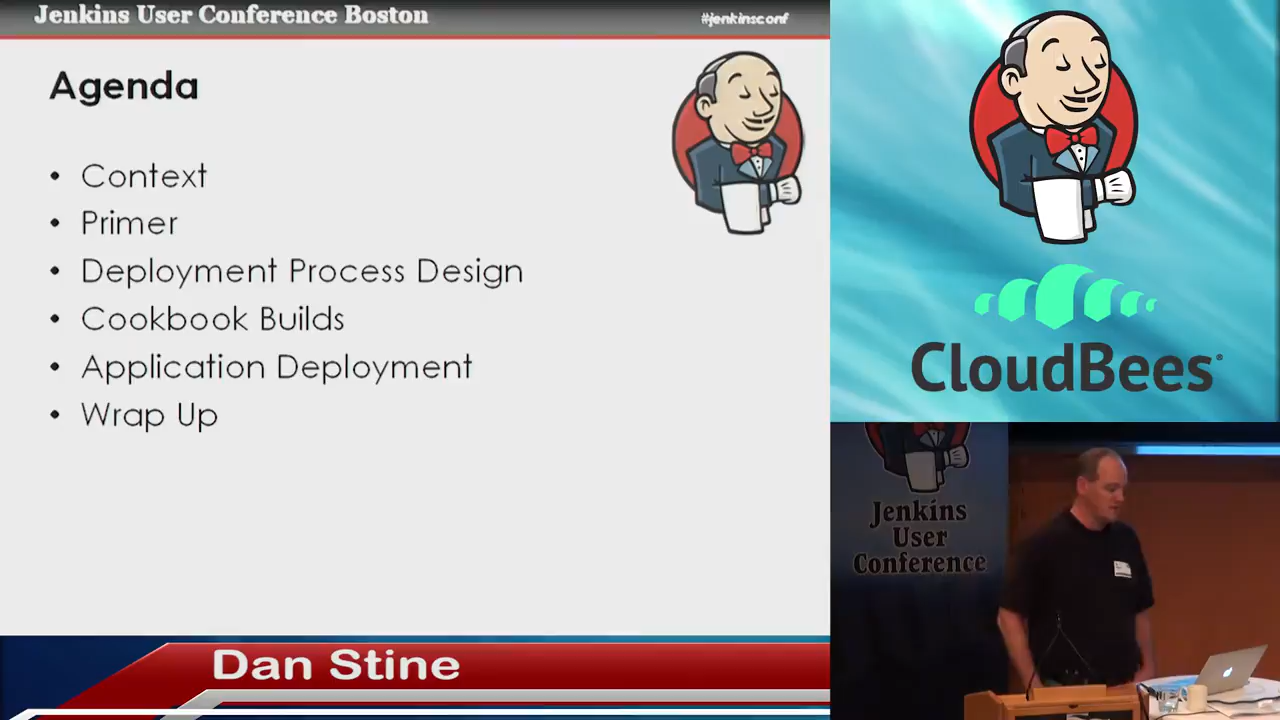 Jenkins User Conference Boston
#jenkinsconf
Agenda
• Context
• Primer
• Deployment Process Design
• Cookbook Builds
• Application Deployment
• Wrap Up
CloudBees
Jenkins
User
Conference
Dan Stine